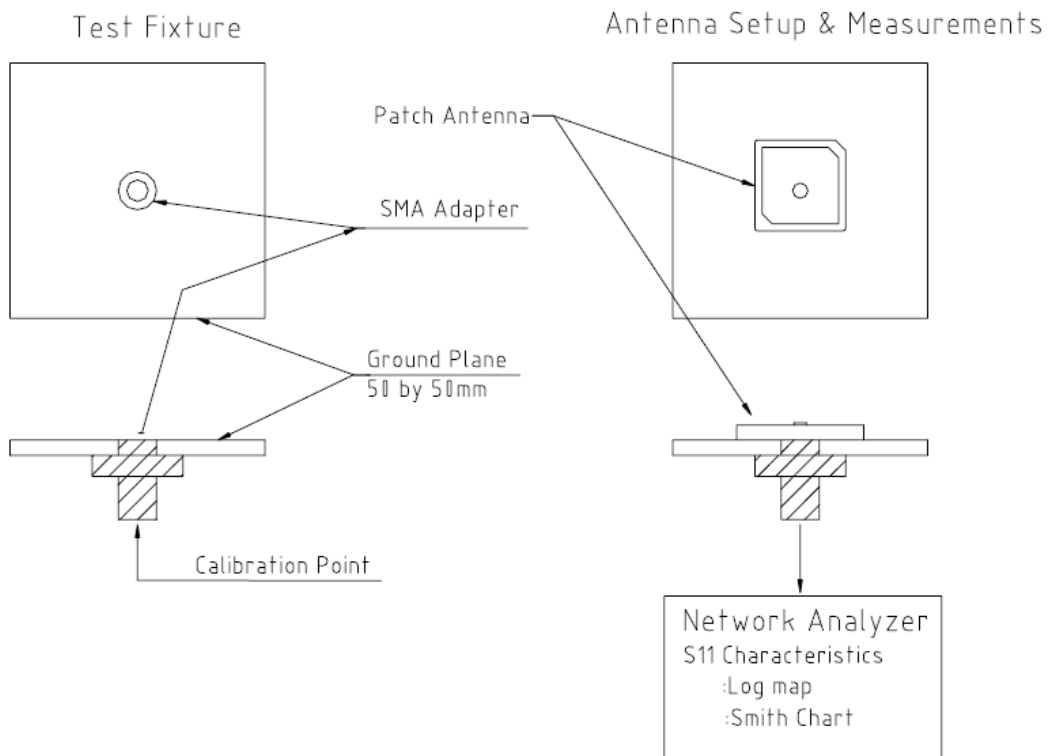 Test Fixture
Antenna Setup & Measurements
Patch Antenna
SMA Adapter
Ground Plane
50 by 50mm
Calibration Point
Network Analyzer
S11 Characteristics
:Log map
:Smith Chart